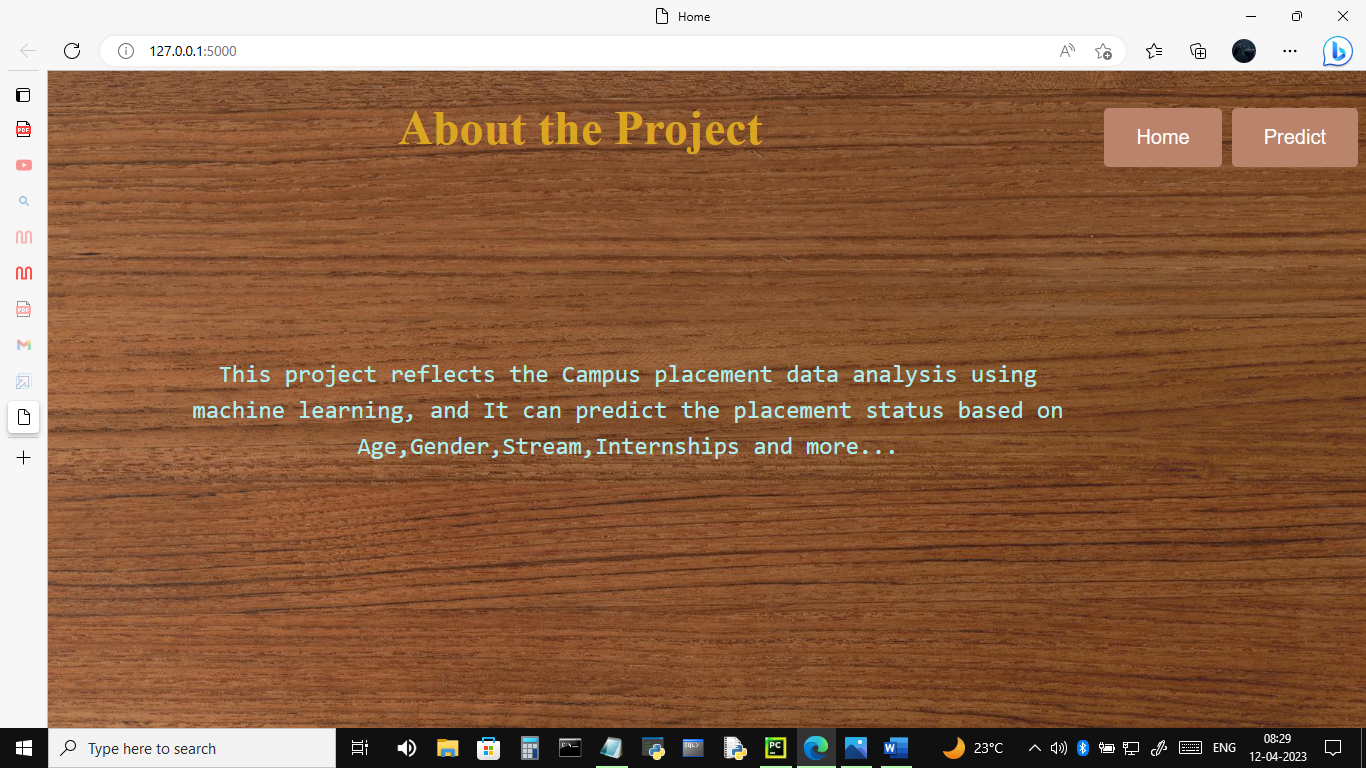 Home
127.0.0.1:5000
About the Project
Home
Predict
This project reflects the Campus placement data analysis using
machine learning, and It can predict the placement status based on
Age,Gender,Stream,Internships and more...
Type here to search
23°C
ENG
08:29
12-04-2023